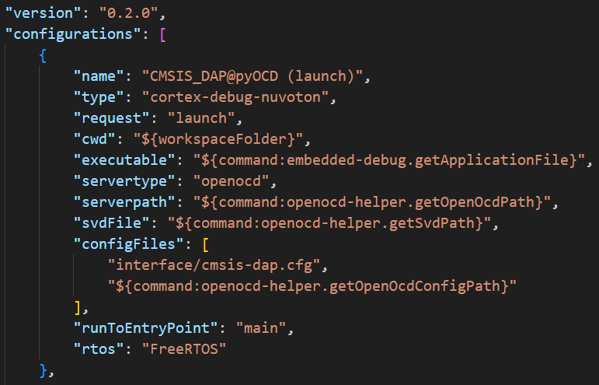 "version": "0.2.0",
"configurations": [
{
"name": "CMSIS_DAP@pyOCD (launch)",
"type": "cortex-debug-nuvoton",
"request": "launch",
"cwd": "${workspaceFolder}",
"executable": "${command:embedded-debug.getApplicationFile}",
"servertype": "openocd",
"serverpath": "${command:openocd-helper.getOpenOcdPath}",
"svdFile": "${command:openocd-helper.getSvdPath}",
"configFiles": [
"interface/cmsis-dap.cfg",
"${command:openocd-helper.getOpenOcdConfigPath}"
],
"runToEntryPoint": "main",
"rtos": "FreeRTOS"
},